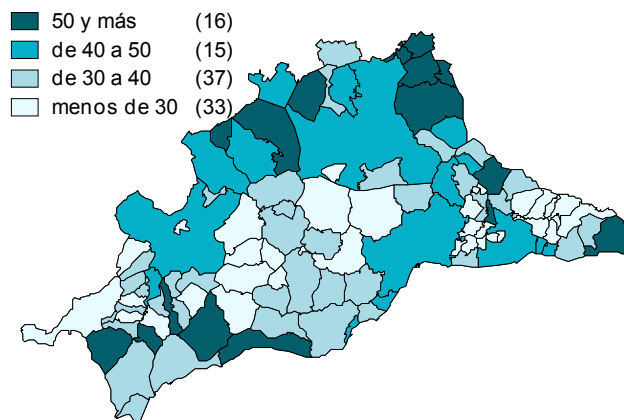 50 y más (16)
de 40 a 50 (15)
de 30 a 40 (37)
menos de 30 (33)